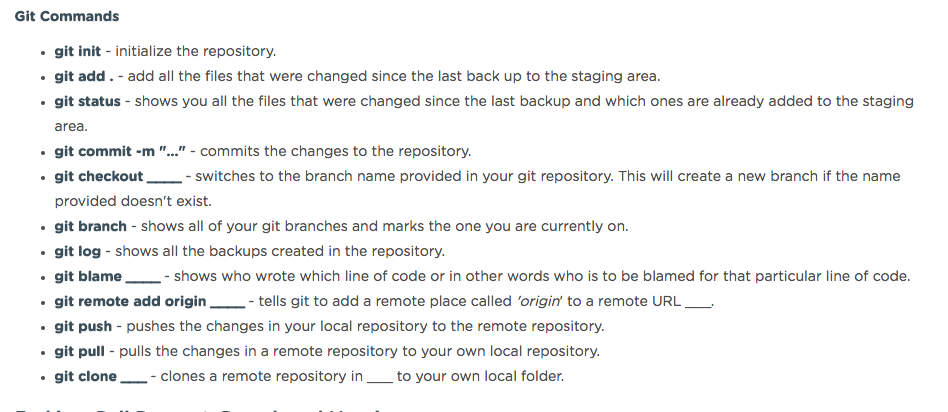 Git Commands
• git init - initialize the repository.
• git add . - add all the files that were changed since the last back up to the staging area.
• git status - shows you all the files that were changed since the last backup and which ones are already added to the staging
area.
• git commit -m "..." - commits the changes to the repository.
• git checkout ____ - switches to the branch name provided in your git repository. This will create a new branch if the name
provided doesn't exist.
• git branch - shows all of your git branches and marks the one you are currently on.
• git log - shows all the backups created in the repository.
• git blame ____ - shows who wrote which line of code or in other words who is to be blamed for that particular line of code.
• git remote add origin ____ - tells git to add a remote place called 'origin' to a remote URL ___.
• git push - pushes the changes in your local repository to the remote repository.
• git pull - pulls the changes in a remote repository to your own local repository.
• git clone ___ - clones a remote repository in ___ to your own local folder.